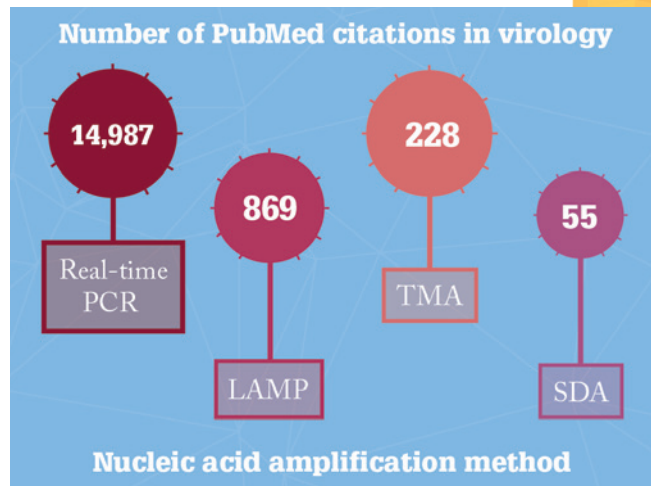 Number of PubMed citations in virology
14,987
228
869
55
Real-time
PCR
TMA
LAMP
SDA
Nucleic acid amplification method